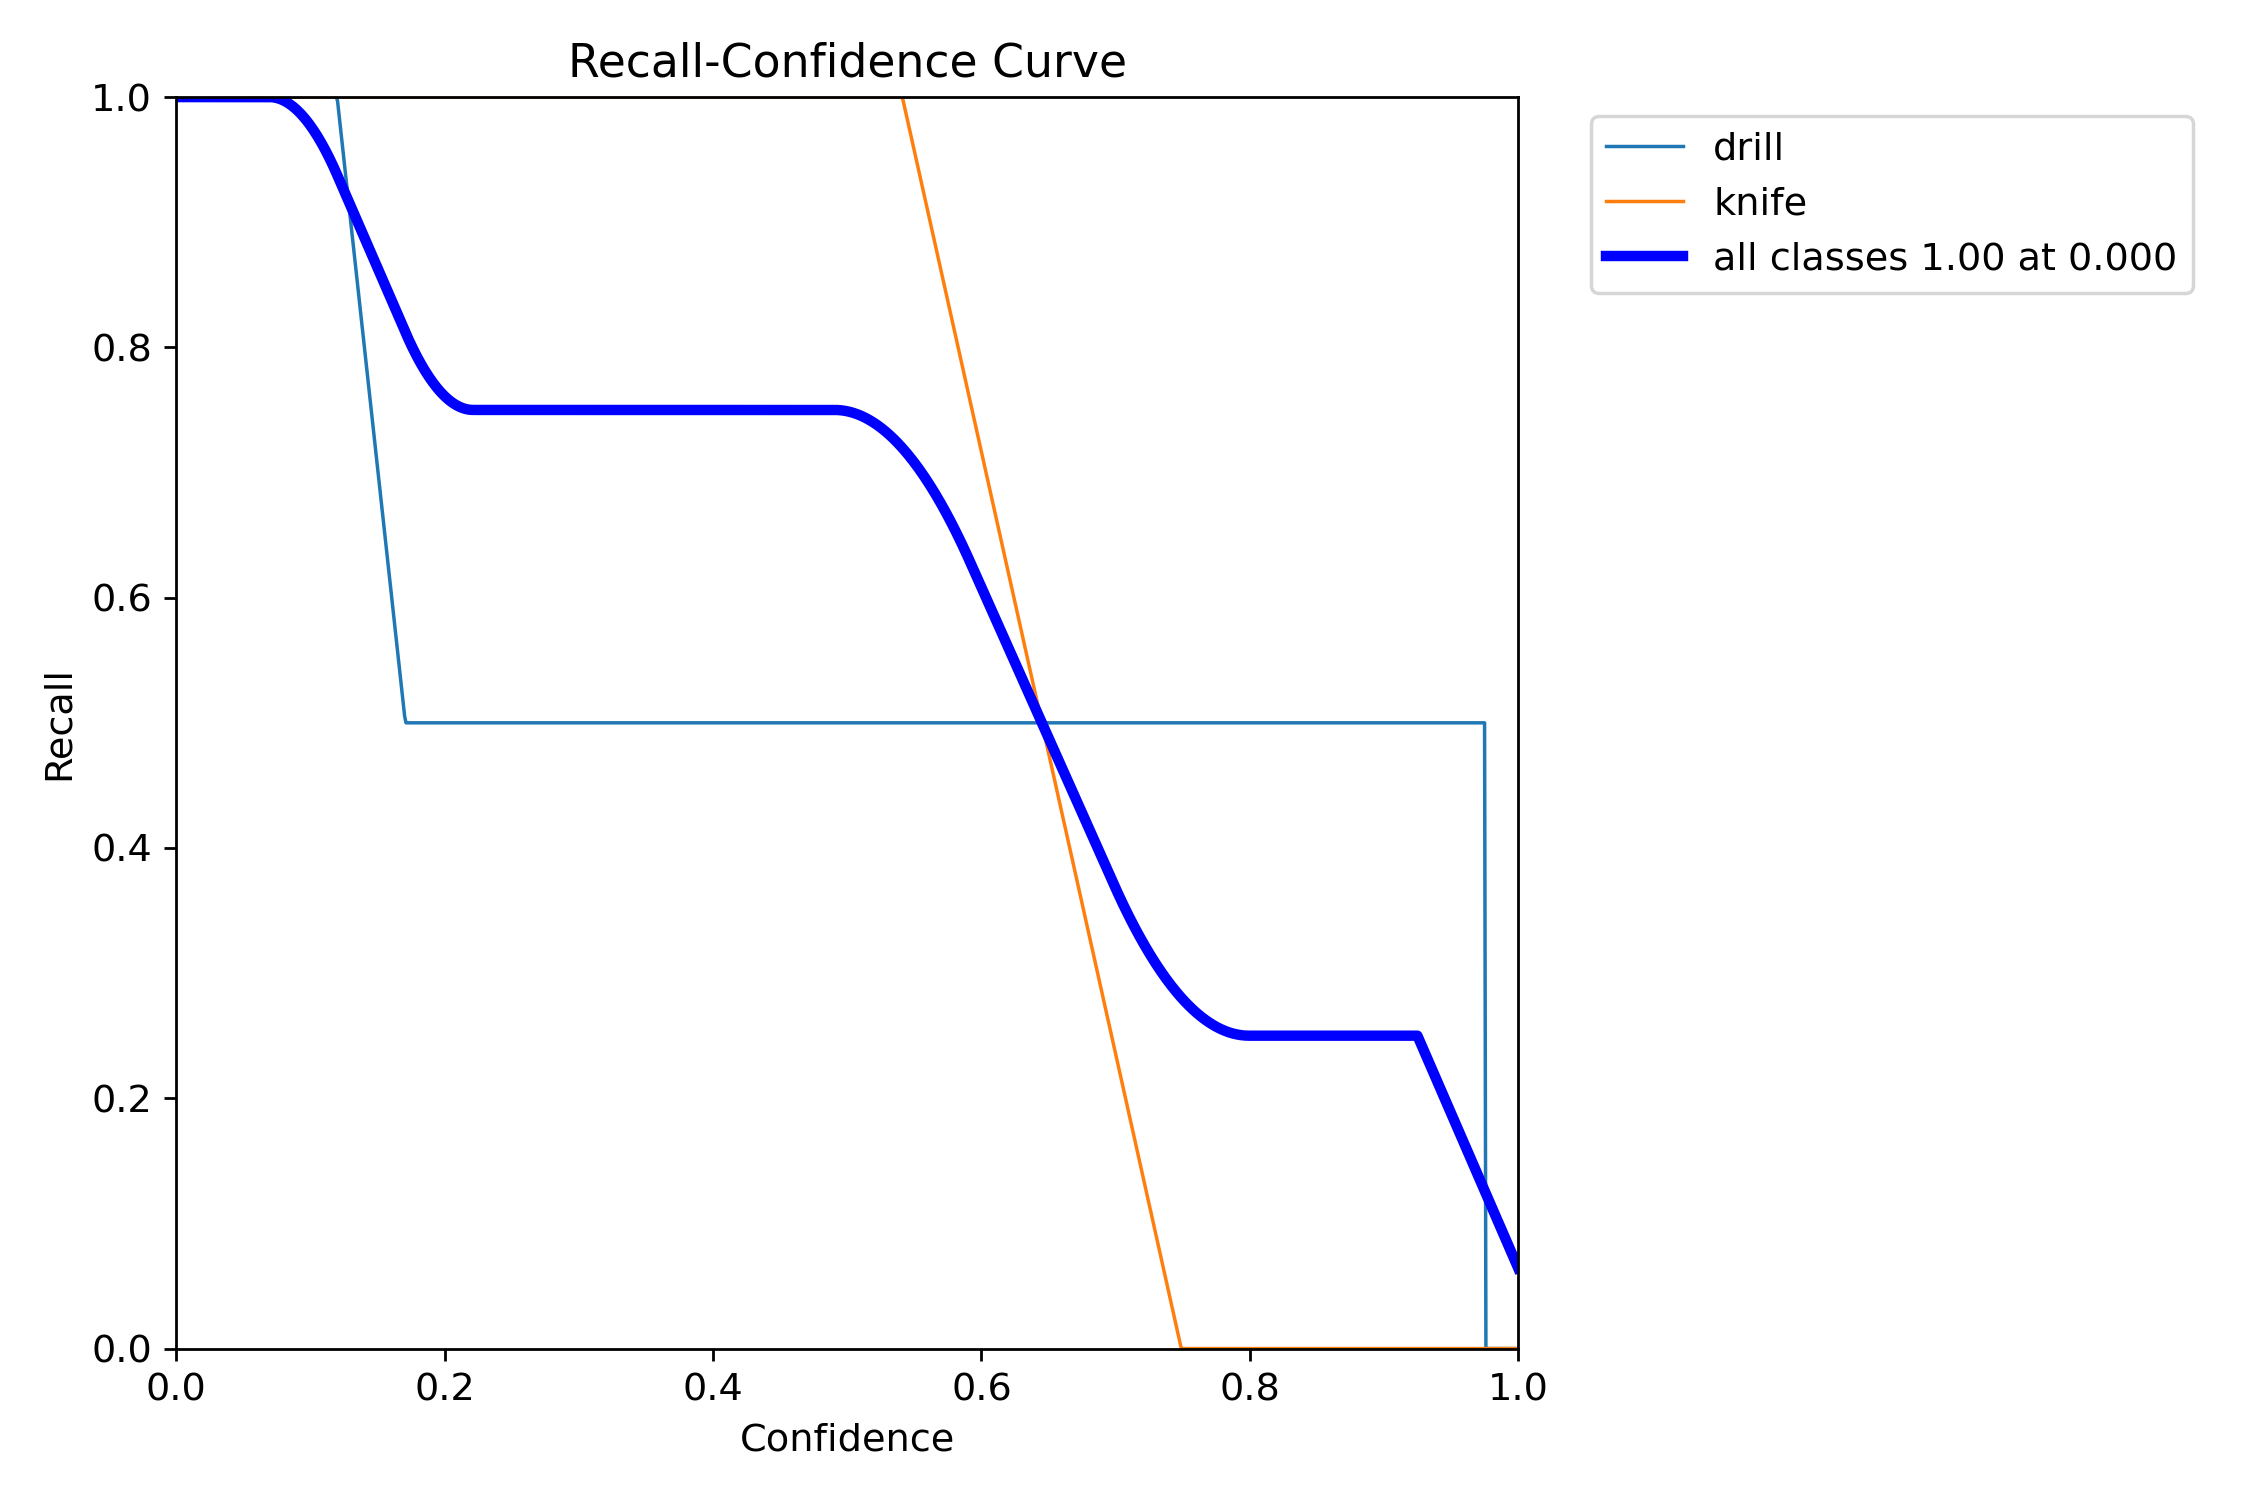 Recall-Confidence Curve
1.0
0.8
0.6
0.4
0.2
0.0
Recall
0.0 0.2 0.4 0.6 0.8 1.0
Confidence
drill
knife
all classes 1.00 at 0.000